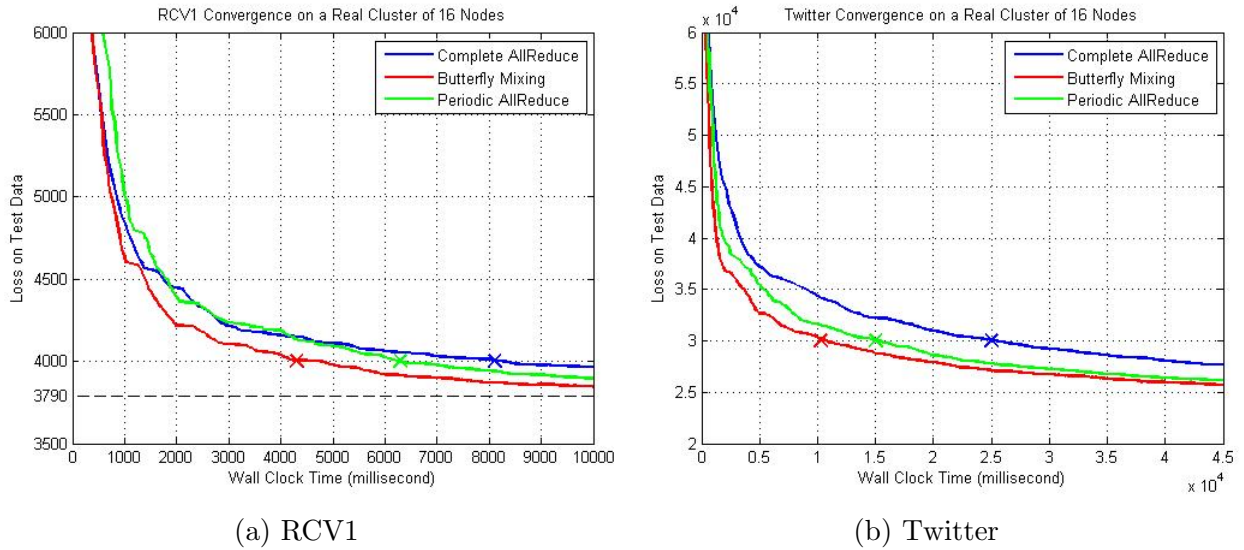 RCV1 Convergence on a Real Cluster of 16 Nodes
6000
5500
5000
4500
4000
3790
3500
Loss on Test Data
Complete AllReduce
Butterfly Mixing
Periodic AllReduce
0 1000 2000 3000 4000 5000 6000 7000 8000 9000 10000
Wall Clock Time (millisecond)
(a) RCV1
Twitter Convergence on a Real Cluster of 16 Nodes
x 10^4
6
5.5
5
4.5
4
3.5
3
2.5
2
Loss on Test Data
Complete AllReduce
Butterfly Mixing
Periodic AllReduce
0 0.5 1 1.5 2 2.5 3 3.5 4 4.5
Wall Clock Time (millisecond)
x 10^4
(b) Twitter